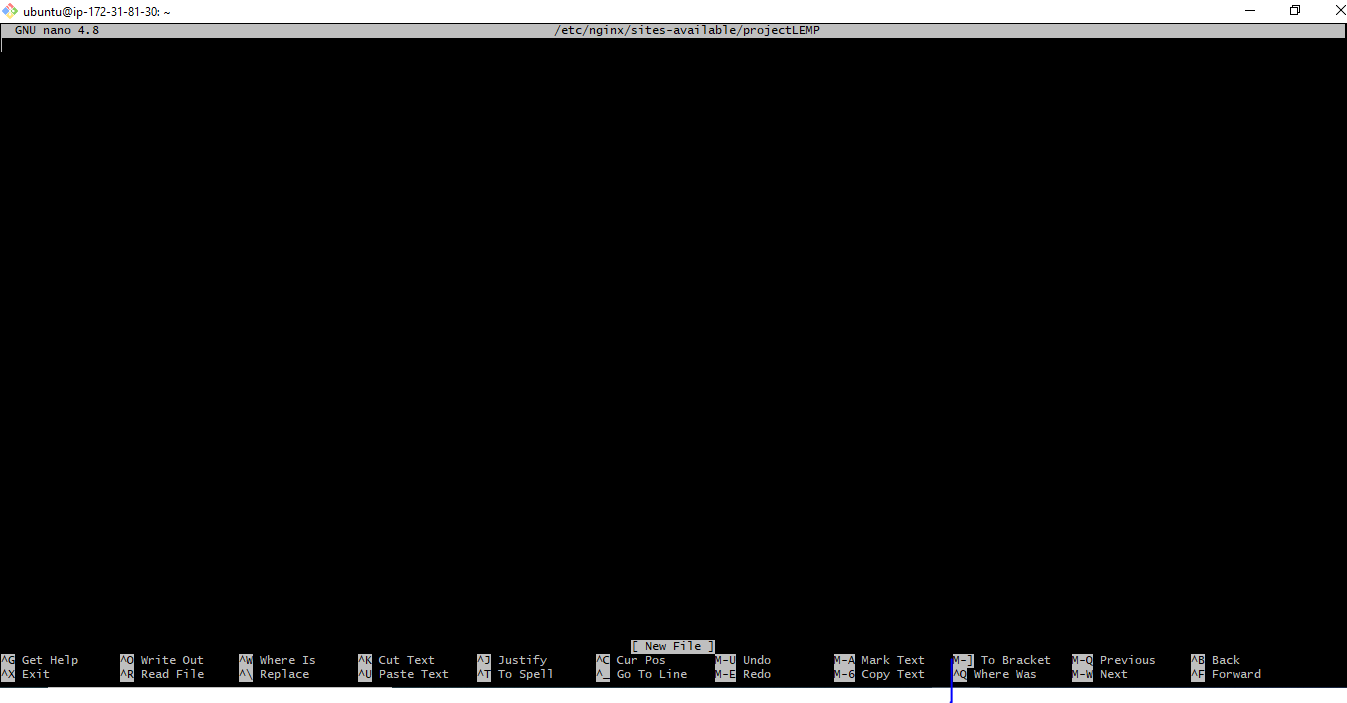 ubuntu@ip-172-31-81-30: ~
GNU nano 4.8 /etc/nginx/sites-available/projectLEMP
[ New File ]
^G Get Help ^O Write Out ^W Where Is ^K Cut Text ^J Justify ^C Cur Pos M-U Undo M-A Mark Text M-] To Bracket M-Q Previous ^B Back
^X Exit ^R Read File ^\ Replace ^U Paste Text ^T To Spell ^_ Go To Line M-E Redo M-6 Copy Text ^Q Where Was M-W Next ^F Forward